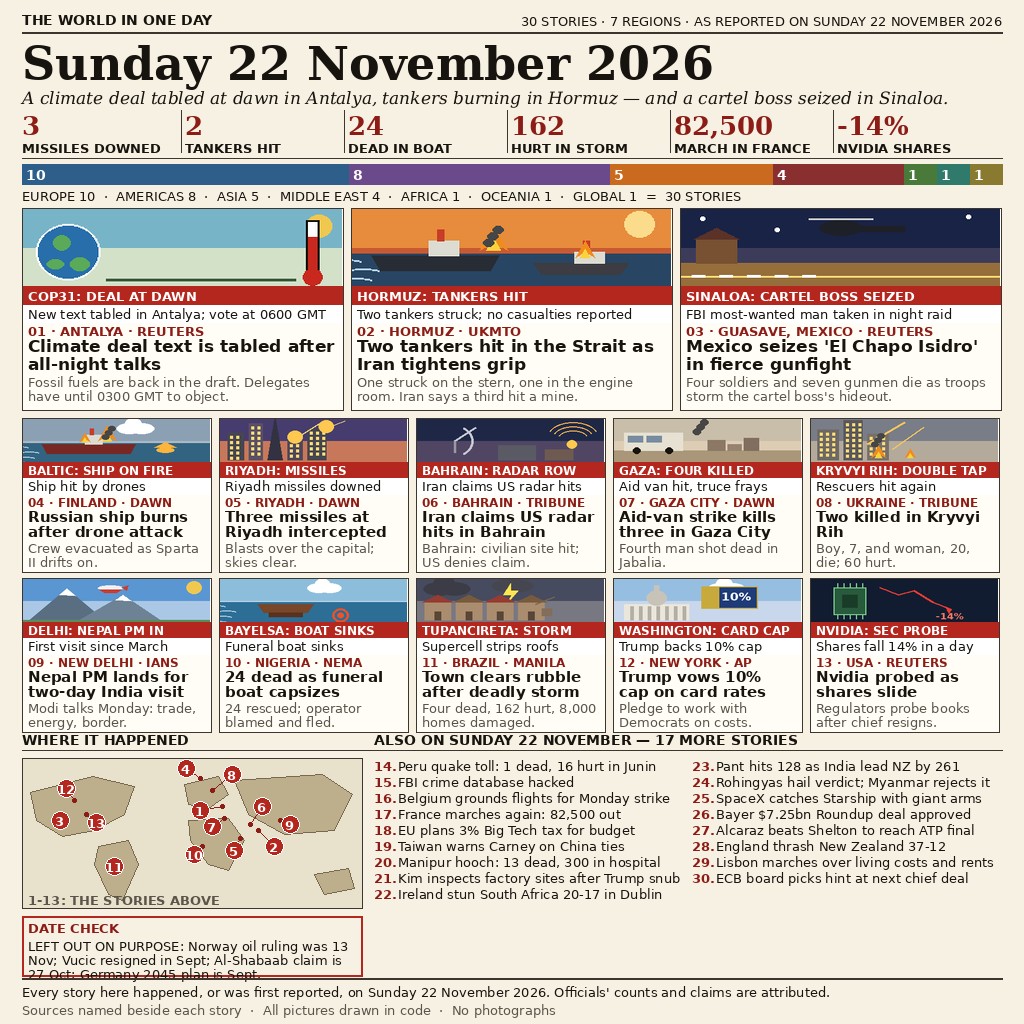 THE WORLD IN ONE DAY
30 STORIES · 7 REGIONS · AS REPORTED ON SUNDAY 22 NOVEMBER 2026
Sunday 22 November 2026
A climate deal tabled at dawn in Antalya, tankers burning in Hormuz — and a cartel boss seized in Sinaloa.
3
MISSILES DOWNED
2
TANKERS HIT
24
DEAD IN BOAT
162
HURT IN STORM
82,500
MARCH IN FRANCE
-14%
NVIDIA SHARES
10 8 5 4 1 1 1
EUROPE 10 · AMERICAS 8 · ASIA 5 · MIDDLE EAST 4 · AFRICA 1 · OCEANIA 1 · GLOBAL 1 = 30 STORIES
COP31: DEAL AT DAWN
New text tabled in Antalya; vote at 0600 GMT
01 · ANTALYA · REUTERS
Climate deal text is tabled after
all-night talks
Fossil fuels are back in the draft. Delegates
have until 0300 GMT to object.
HORMUZ: TANKERS HIT
Two tankers struck; no casualties reported
02 · HORMUZ · UKMTO
Two tankers hit in the Strait as
Iran tightens grip
One struck on the stern, one in the engine
room. Iran says a third hit a mine.
SINALOA: CARTEL BOSS SEIZED
FBI most-wanted man taken in night raid
03 · GUASAVE, MEXICO · REUTERS
Mexico seizes 'El Chapo Isidro'
in fierce gunfight
Four soldiers and seven gunmen die as troops
storm the cartel boss's hideout.
BALTIC: SHIP ON FIRE
Ship hit by drones
04 · FINLAND · DAWN
Russian ship burns
after drone attack
Crew evacuated as Sparta
II drifts on.
RIYADH: MISSILES
Riyadh missiles downed
05 · RIYADH · DAWN
Three missiles at
Riyadh intercepted
Blasts over the capital;
skies clear.
BAHRAIN: RADAR ROW
Iran claims US radar hits
06 · BAHRAIN · TRIBUNE
Iran claims US radar
hits in Bahrain
Bahrain: civilian site hit;
US denies claim.
GAZA: FOUR KILLED
Aid van hit, truce frays
07 · GAZA CITY · DAWN
Aid-van strike kills
three in Gaza City
Fourth man shot dead in
Jabalia.
KRYVYI RIH: DOUBLE TAP
Rescuers hit again
08 · UKRAINE · TRIBUNE
Two killed in Kryvyi
Rih
Boy, 7, and woman, 20,
die; 60 hurt.
DELHI: NEPAL PM IN
First visit since March
09 · NEW DELHI · IANS
Nepal PM lands for
two-day India visit
Modi talks Monday: trade,
energy, border.
BAYELSA: BOAT SINKS
Funeral boat sinks
10 · NIGERIA · NEMA
24 dead as funeral
boat capsizes
24 rescued; operator
blamed and fled.
TUPANCIRETA: STORM
Supercell strips roofs
11 · BRAZIL · MANILA
Town clears rubble
after deadly storm
Four dead, 162 hurt, 8,000
homes damaged.
10%
WASHINGTON: CARD CAP
Trump backs 10% cap
12 · NEW YORK · AP
Trump vows 10%
cap on card rates
Pledge to work with
Democrats on costs.
-14%
NVIDIA: SEC PROBE
Shares fall 14% in a day
13 · USA · REUTERS
Nvidia probed as
shares slide
Regulators probe books
after chief resigns.
WHERE IT HAPPENED
4
8
12
1
6
3
13
7
9
10
5
2
11
1-13: THE STORIES ABOVE
DATE CHECK
LEFT OUT ON PURPOSE: Norway oil ruling was 13
Nov; Vucic resigned in Sept; Al-Shabaab claim is
27 Oct; Germany 2045 plan is Sept.
ALSO ON SUNDAY 22 NOVEMBER — 17 MORE STORIES
14. Peru quake toll: 1 dead, 16 hurt in Junin
15. FBI crime database hacked
16. Belgium grounds flights for Monday strike
17. France marches again: 82,500 out
18. EU plans 3% Big Tech tax for budget
19. Taiwan warns Carney on China ties
20. Manipur hooch: 13 dead, 300 in hospital
21. Kim inspects factory sites after Trump snub
22. Ireland stun South Africa 20-17 in Dublin
23. Pant hits 128 as India lead NZ by 261
24. Rohingyas hail verdict; Myanmar rejects it
25. SpaceX catches Starship with giant arms
26. Bayer $7.25bn Roundup deal approved
27. Alcaraz beats Shelton to reach ATP final
28. England thrash New Zealand 37-12
29. Lisbon marches over living costs and rents
30. ECB board picks hint at next chief deal
Every story here happened, or was first reported, on Sunday 22 November 2026. Officials' counts and claims are attributed.
Sources named beside each story · All pictures drawn in code · No photographs